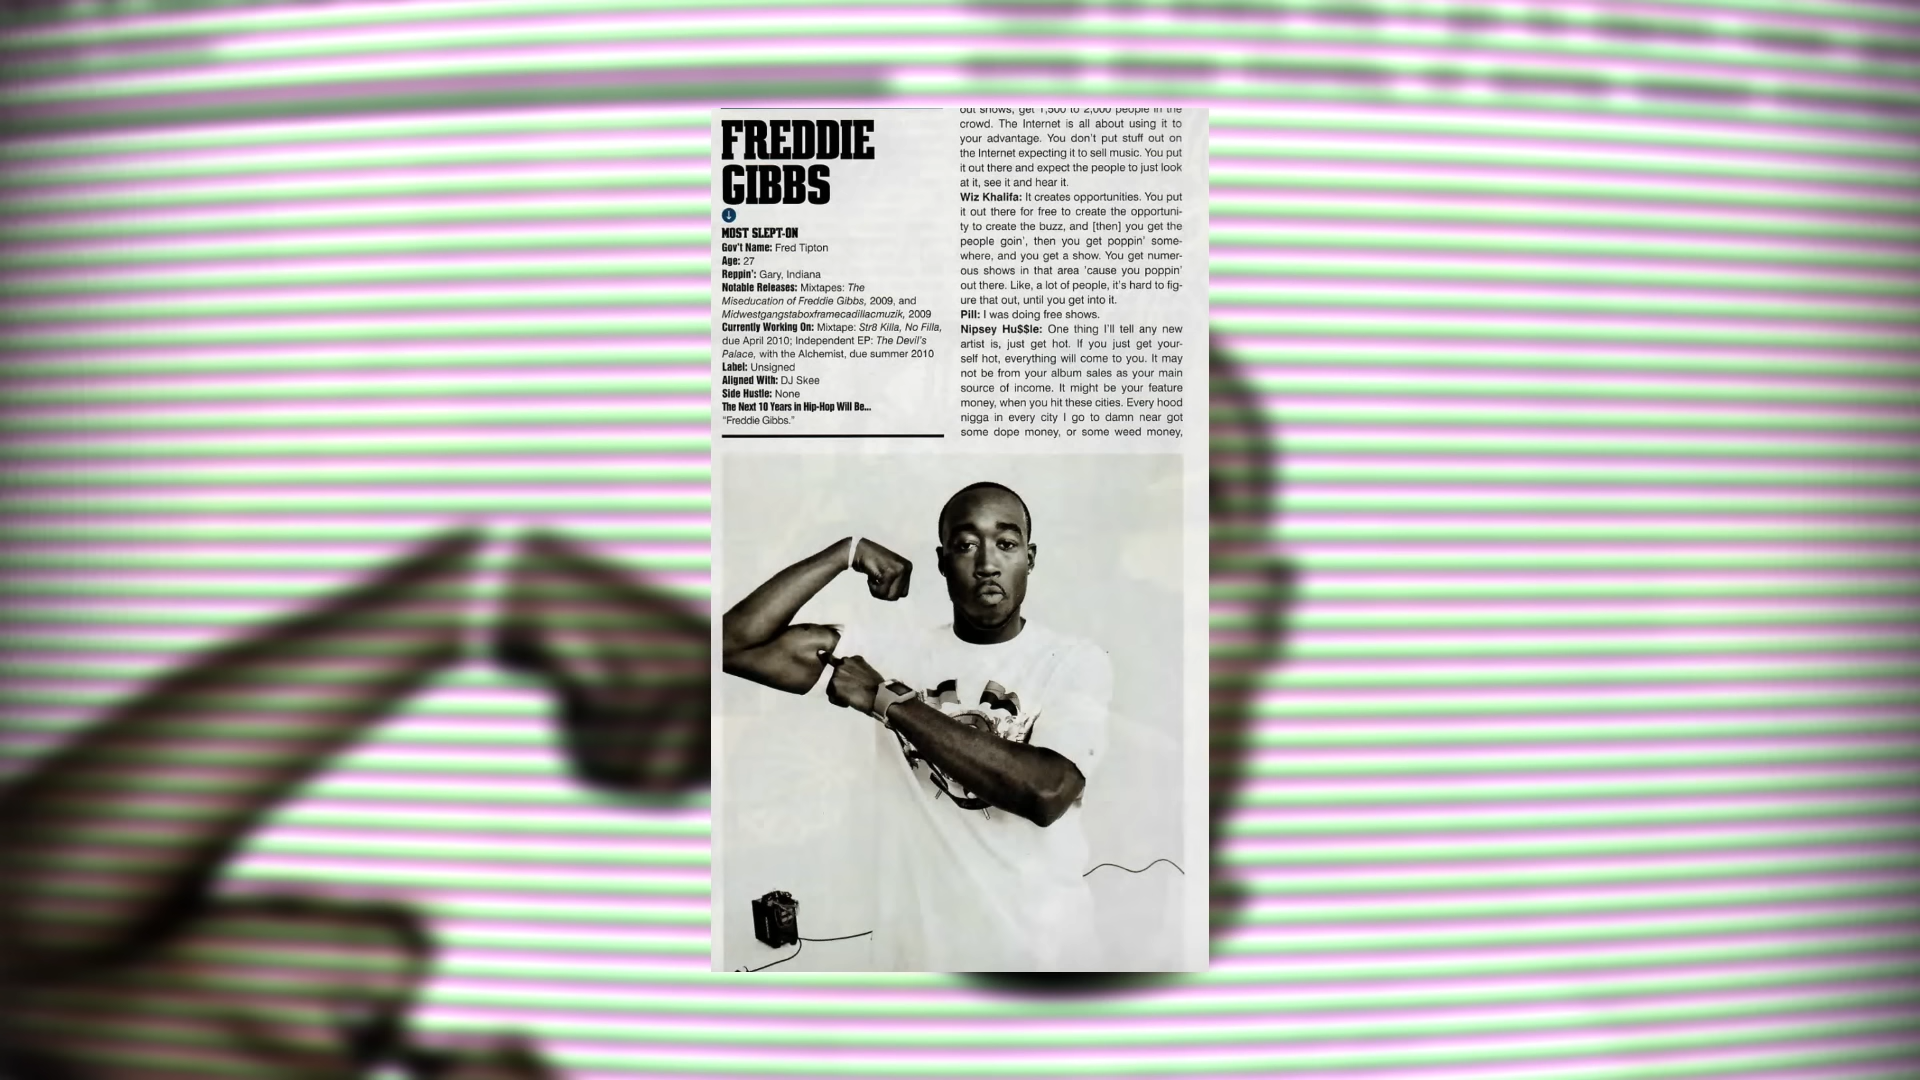 FREDDIE
GIBBS
MOST SLEPT-ON
Gov't Name: Fred Tipton
Age: 27
Reppin': Gary, Indiana
Notable Releases: Mixtapes: The
Miseducation of Freddie Gibbs, 2009, and
Midwestgangstaboxframecadillacmuzik, 2009
Currently Working On: Mixtape: Str8 Killa, No Filla,
due April 2010; Independent EP: The Devil's
Palace, with the Alchemist, due summer 2010
Label: Unsigned
Aligned With: DJ Skee
Side Hustle: None
The Next 10 Years in Hip-Hop Will Be...
"Freddie Gibbs."
out shows, get 1,500 to 2,000 people in the
crowd. The Internet is all about using it to
your advantage. You don't put stuff out on
the Internet expecting it to sell music. You put
it out there and expect the people to just look
at it, see it and hear it.
Wiz Khalifa: It creates opportunities. You put
it out there for free to create the opportuni-
ty to create the buzz, and [then] you get the
people goin', then you get poppin' some-
where, and you get a show. You get numer-
ous shows in that area 'cause you poppin'
out there. Like, a lot of people, it's hard to fig-
ure that out, until you get into it.
Pill: I was doing free shows.
Nipsey Hu$$le: One thing I'll tell any new
artist is, just get hot. If you just get your-
self hot, everything will come to you. It may
not be from your album sales as your main
source of income. It might be your feature
money, when you hit these cities. Every hood
nigga in every city I go to damn near got
some dope money, or some weed money,